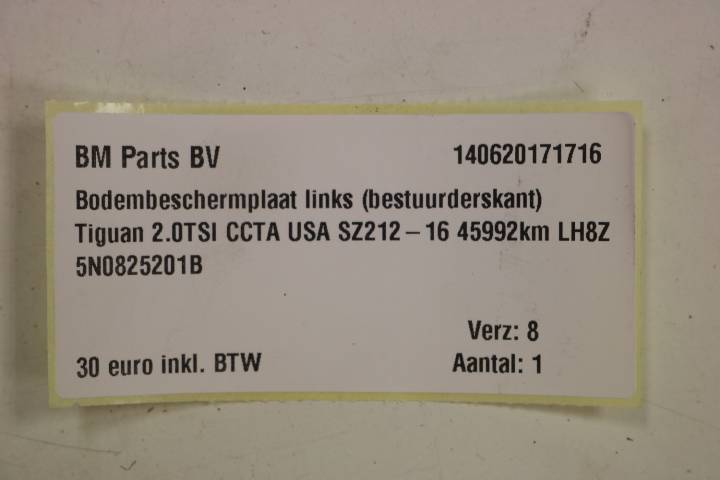 BM Parts BV 140620171716
Bodembeschermplaat links (bestuurderskant)
Tiguan 2.0TSI CCTA USA SZ212-16 45992km LH8Z
5N0825201B
Verz: 8
30 euro inkl. BTW Aantal: 1